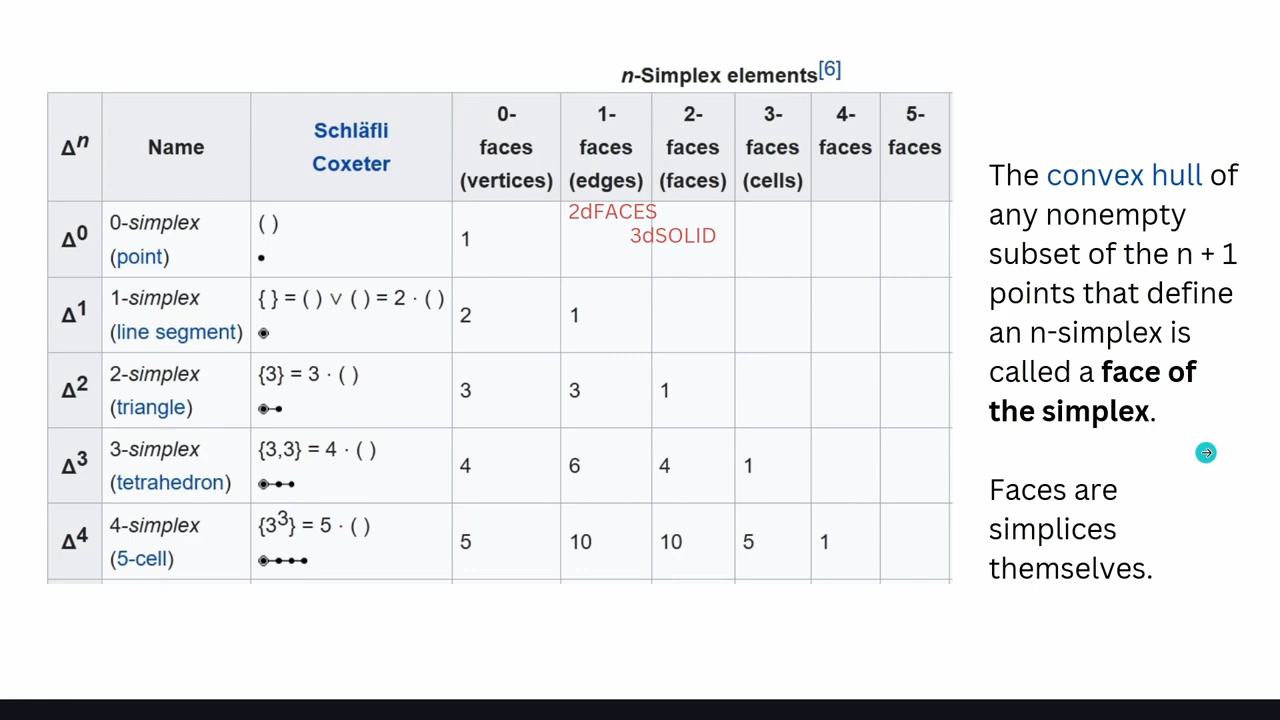 n-Simplex elements[6]
Δn Name Schläfli Coxeter 0-faces (vertices) 1-faces (edges) 2-faces (faces) 3-faces (cells) 4-faces 5-faces
2dFACES
3dSOLID
Δ0 0-simplex (point) ( ) 1
Δ1 1-simplex (line segment) { } = ( ) ∨ ( ) = 2 · ( ) 2 1
Δ2 2-simplex (triangle) {3} = 3 · ( ) 3 3 1
Δ3 3-simplex (tetrahedron) {3,3} = 4 · ( ) 4 6 4 1
Δ4 4-simplex (5-cell) {33} = 5 · ( ) 5 10 10 5 1
The convex hull of
any nonempty
subset of the n + 1
points that define
an n-simplex is
called a face of
the simplex.
Faces are
simplices
themselves.